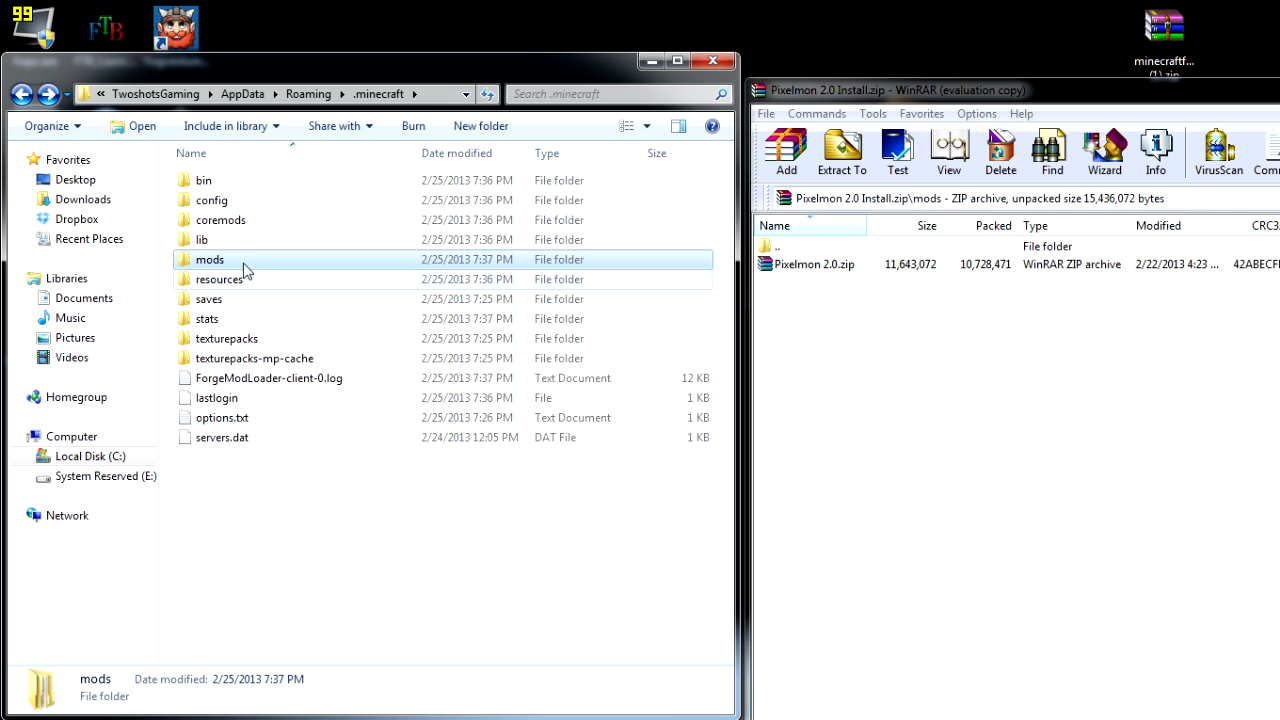 99
FTB
minecraftf...
(1).zip
« TwoshotsGaming AppData Roaming .minecraft
Search .minecraft
Organize Open Include in library Share with Burn New folder
Name Date modified Type Size
Favorites
Desktop
Downloads
Dropbox
Recent Places
Libraries
Documents
Music
Pictures
Videos
Homegroup
Computer
Local Disk (C:)
System Reserved (E:)
Network
bin 2/25/2013 7:36 PM File folder
config 2/25/2013 7:36 PM File folder
coremods 2/25/2013 7:36 PM File folder
lib 2/25/2013 7:36 PM File folder
mods 2/25/2013 7:37 PM File folder
resources 2/25/2013 7:36 PM File folder
saves 2/25/2013 7:25 PM File folder
stats 2/25/2013 7:37 PM File folder
texturepacks 2/25/2013 7:25 PM File folder
texturepacks-mp-cache 2/25/2013 7:25 PM File folder
ForgeModLoader-client-0.log 2/25/2013 7:37 PM Text Document 12 KB
lastlogin 2/25/2013 7:36 PM File 1 KB
options.txt 2/25/2013 7:26 PM Text Document 1 KB
servers.dat 2/24/2013 12:05 PM DAT File 1 KB
mods Date modified: 2/25/2013 7:37 PM
File folder
Pixelmon 2.0 Install.zip - WinRAR (evaluation copy)
File Commands Tools Favorites Options Help
Add Extract To Test View Delete Find Wizard Info VirusScan Comm
Pixelmon 2.0 Install.zip\mods - ZIP archive, unpacked size 15,436,072 bytes
Name Size Packed Type Modified CRC3
.. File folder
Pixelmon 2.0.zip 11,643,072 10,728,471 WinRAR ZIP archive 2/22/2013 4:23 ... 42ABECF